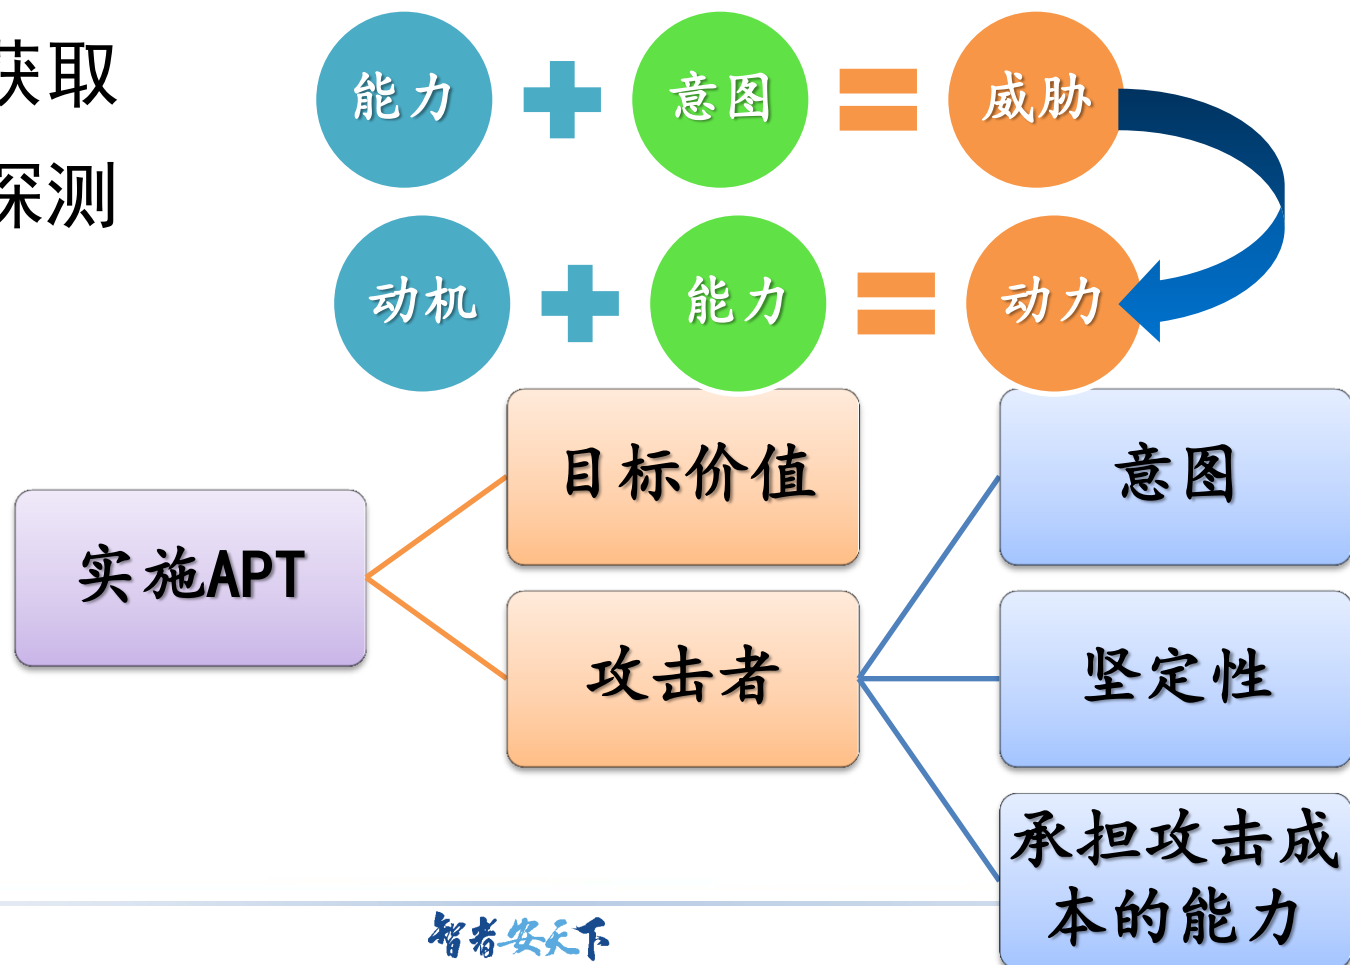 获取
探测
能力 + 意图 = 威胁
动机 + 能力 = 动力
目标价值
意图
实施APT
攻击者
坚定性
承担攻击成
本的能力
智者安天下